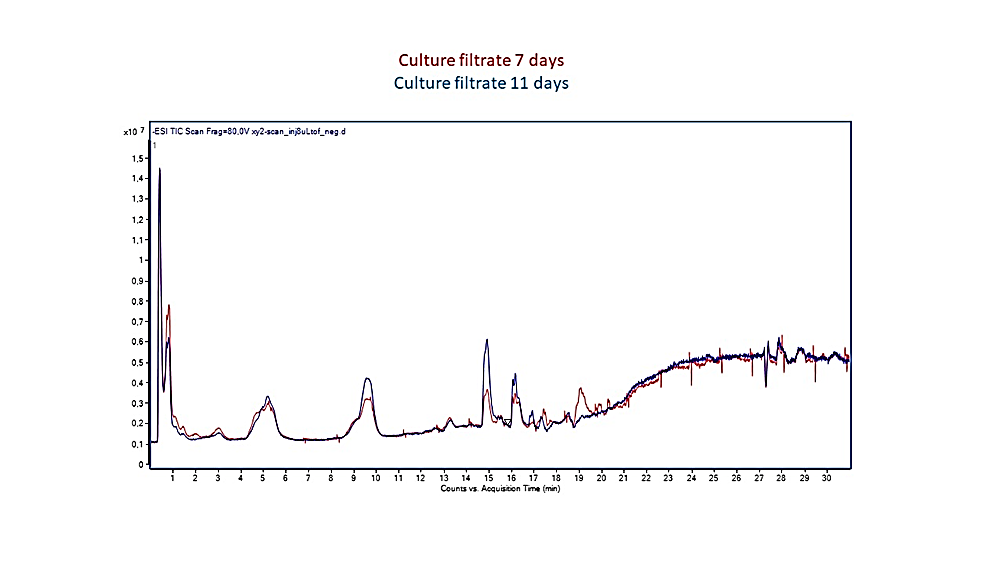 Culture filtrate 7 days
Culture filtrate 11 days
x10 7
-ESI TIC Scan Frag=80,0V xy2-scan_inj8uLtof_neg.d
1
1,5
1,4
1,3
1,2
1,1
1
0,9
0,8
0,7
0,6
0,5
0,4
0,3
0,2
0,1
0
1 2 3 4 5 6 7 8 9 10 11 12 13 14 15 16 17 18 19 20 21 22 23 24 25 26 27 28 29 30
Counts vs. Acquisition Time (min)